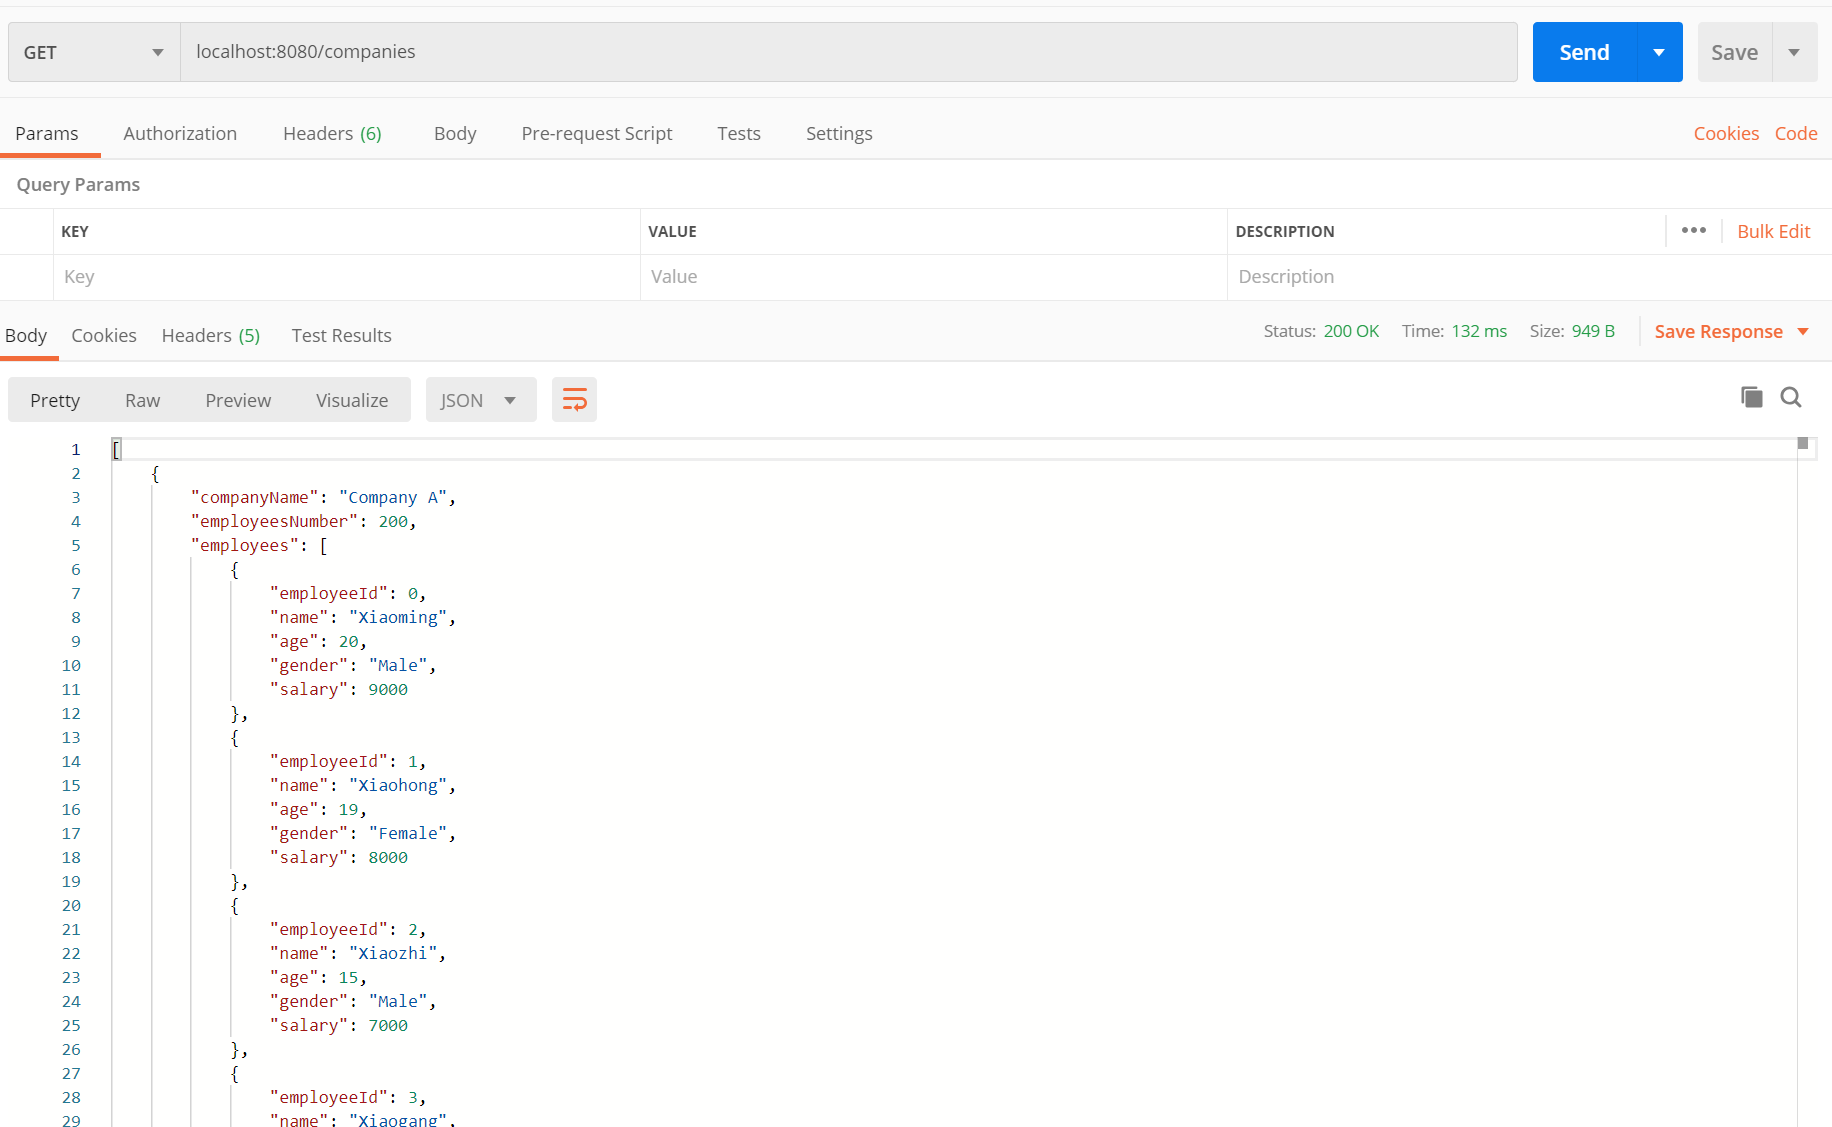 GET localhost:8080/companies Send Save
Params Authorization Headers (6) Body Pre-request Script Tests Settings Cookies Code
Query Params
KEY VALUE DESCRIPTION ••• Bulk Edit
Key Value Description
Body Cookies Headers (5) Test Results Status: 200 OK Time: 132 ms Size: 949 B Save Response
Pretty Raw Preview Visualize JSON
1 [
2 {
3 "companyName": "Company A",
4 "employeesNumber": 200,
5 "employees": [
6 {
7 "employeeId": 0,
8 "name": "Xiaoming",
9 "age": 20,
10 "gender": "Male",
11 "salary": 9000
12 },
13 {
14 "employeeId": 1,
15 "name": "Xiaohong",
16 "age": 19,
17 "gender": "Female",
18 "salary": 8000
19 },
20 {
21 "employeeId": 2,
22 "name": "Xiaozhi",
23 "age": 15,
24 "gender": "Male",
25 "salary": 7000
26 },
27 {
28 "employeeId": 3,
29 "name": "Xiaogang",